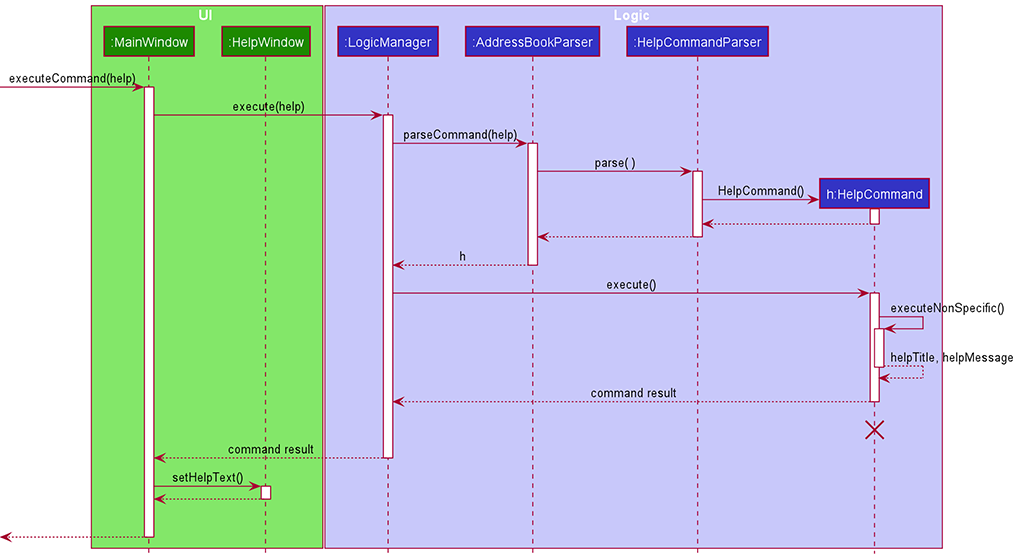 UI
Logic
:MainWindow
:HelpWindow
:LogicManager
:AddressBookParser
:HelpCommandParser
executeCommand(help)
execute(help)
parseCommand(help)
parse( )
HelpCommand()
h:HelpCommand
h
execute()
executeNonSpecific()
helpTitle, helpMessage
command result
command result
setHelpText()